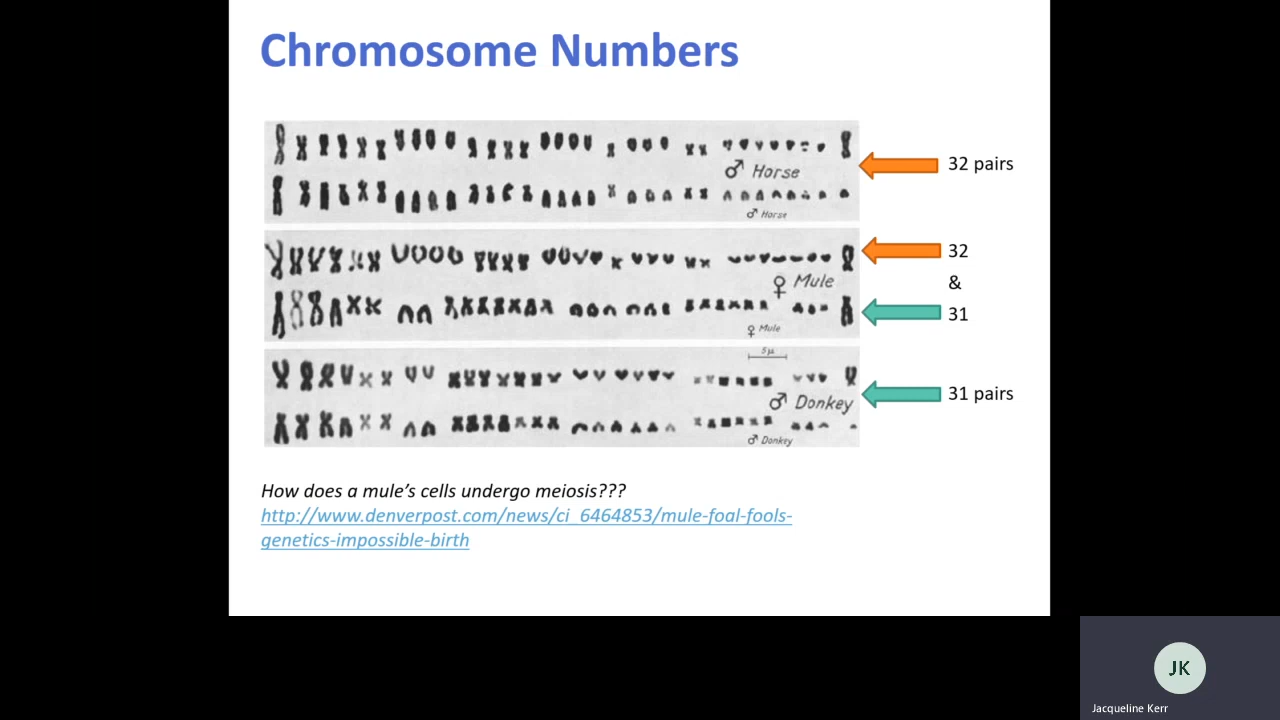 Chromosome Numbers
♂ Horse
♂ Horse
32 pairs
♀ Mule
♀ Mule
32
&
31
5µ
♂ Donkey
♂ Donkey
31 pairs
How does a mule's cells undergo meiosis???
http://www.denverpost.com/news/ci_6464853/mule-foal-fools-
genetics-impossible-birth
JK
Jacqueline Kerr